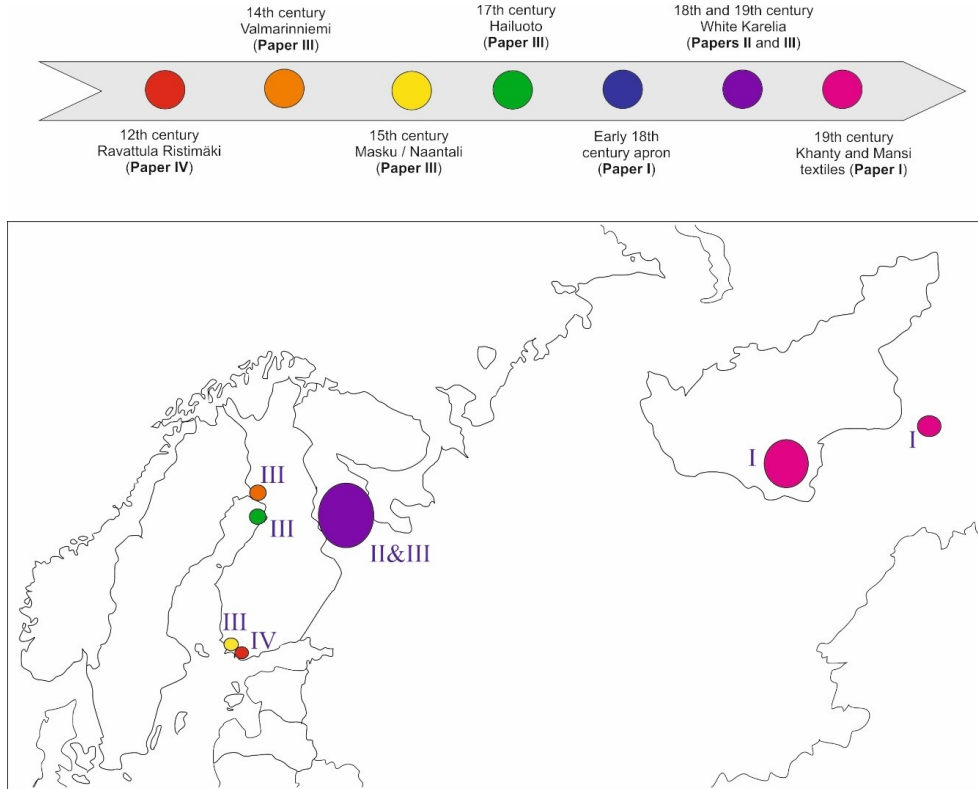 14th century
Valmarinniemi
(Paper III)
17th century
Hailuoto
(Paper III)
18th and 19th century
White Karelia
(Papers II and III)
12th century
Ravattula Ristimäki
(Paper IV)
15th century
Masku / Naantali
(Paper III)
Early 18th
century apron
(Paper I)
19th century
Khanty and Mansi
textiles (Paper I)
I
I
III
III
II&III
III
IV